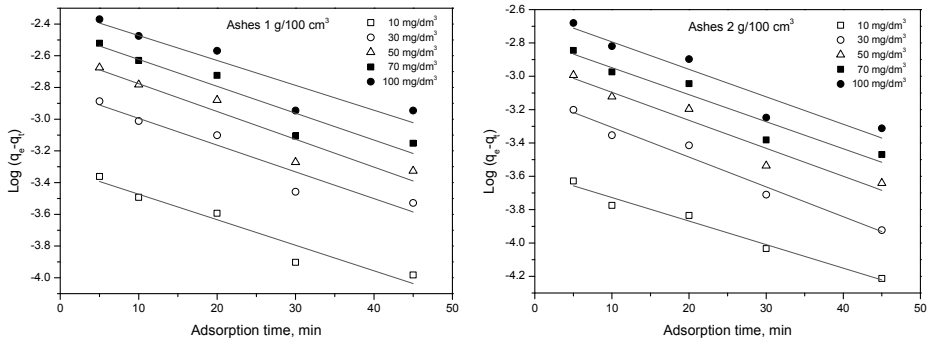 Ashes 1 g/100 cm³
10 mg/dm³
30 mg/dm³
50 mg/dm³
70 mg/dm³
100 mg/dm³
-2.4
-2.6
-2.8
-3.0
-3.2
-3.4
-3.6
-3.8
-4.0
Log (qe-qt)
0 5 10 15 20 25 30 35 40 45 50
Adsorption time, min
Ashes 2 g/100 cm³
10 mg/dm³
30 mg/dm³
50 mg/dm³
70 mg/dm³
100 mg/dm³
-2.6
-2.8
-3.0
-3.2
-3.4
-3.6
-3.8
-4.0
-4.2
Log (qe-qt)
0 5 10 15 20 25 30 35 40 45 50
Adsorption time, min